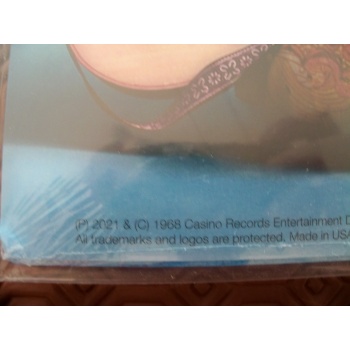 (P) 2021 & (C) 1968 Casino Records Entertainment D
All trademarks and logos are protected. Made in USA